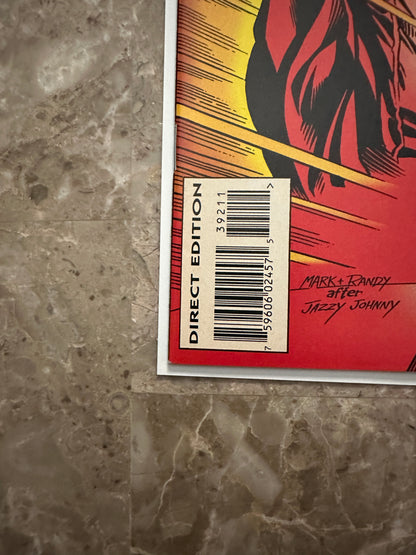 DIRECT EDITION
39211 >
7 59606 02457 5
MARK + RANDY
after
JAZZY JOHNNY